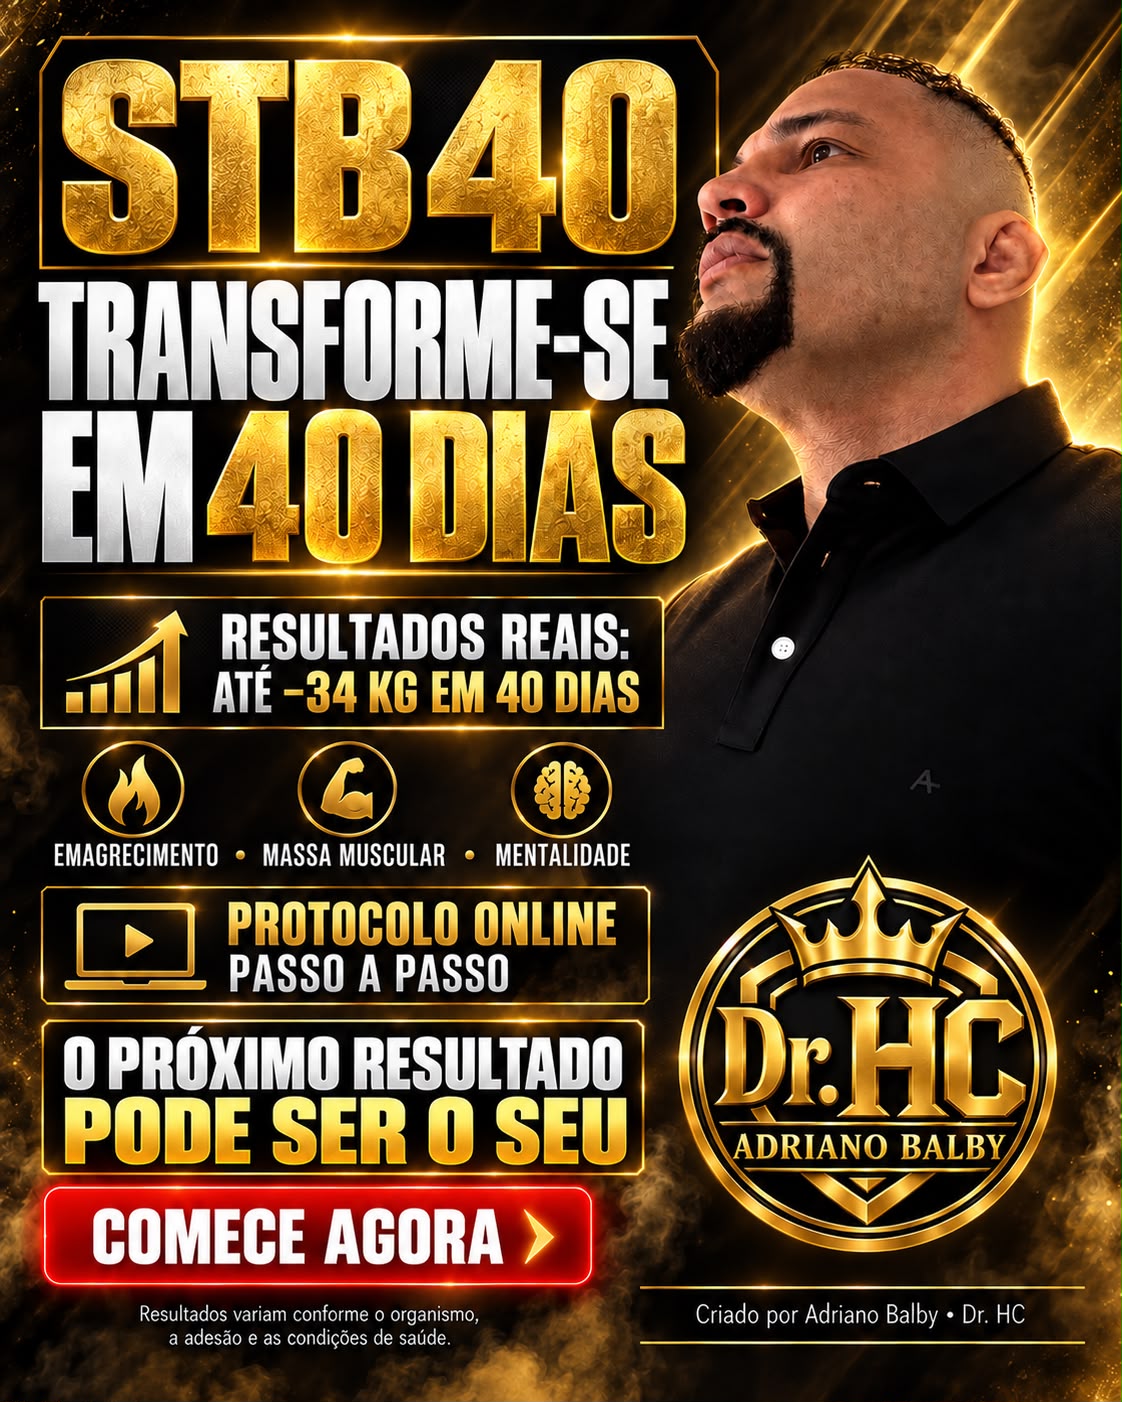 STB40
TRANSFORME-SE
EM 40 DIAS
RESULTADOS REAIS:
ATÉ -34 KG EM 40 DIAS
EMAGRECIMENTO • MASSA MUSCULAR • MENTALIDADE
PROTOCOLO ONLINE
PASSO A PASSO
O PRÓXIMO RESULTADO
PODE SER O SEU
COMECE AGORA
Resultados variam conforme o organismo,
a adesão e as condições de saúde.
Dr. HC
ADRIANO BALBY
Criado por Adriano Balby • Dr. HC